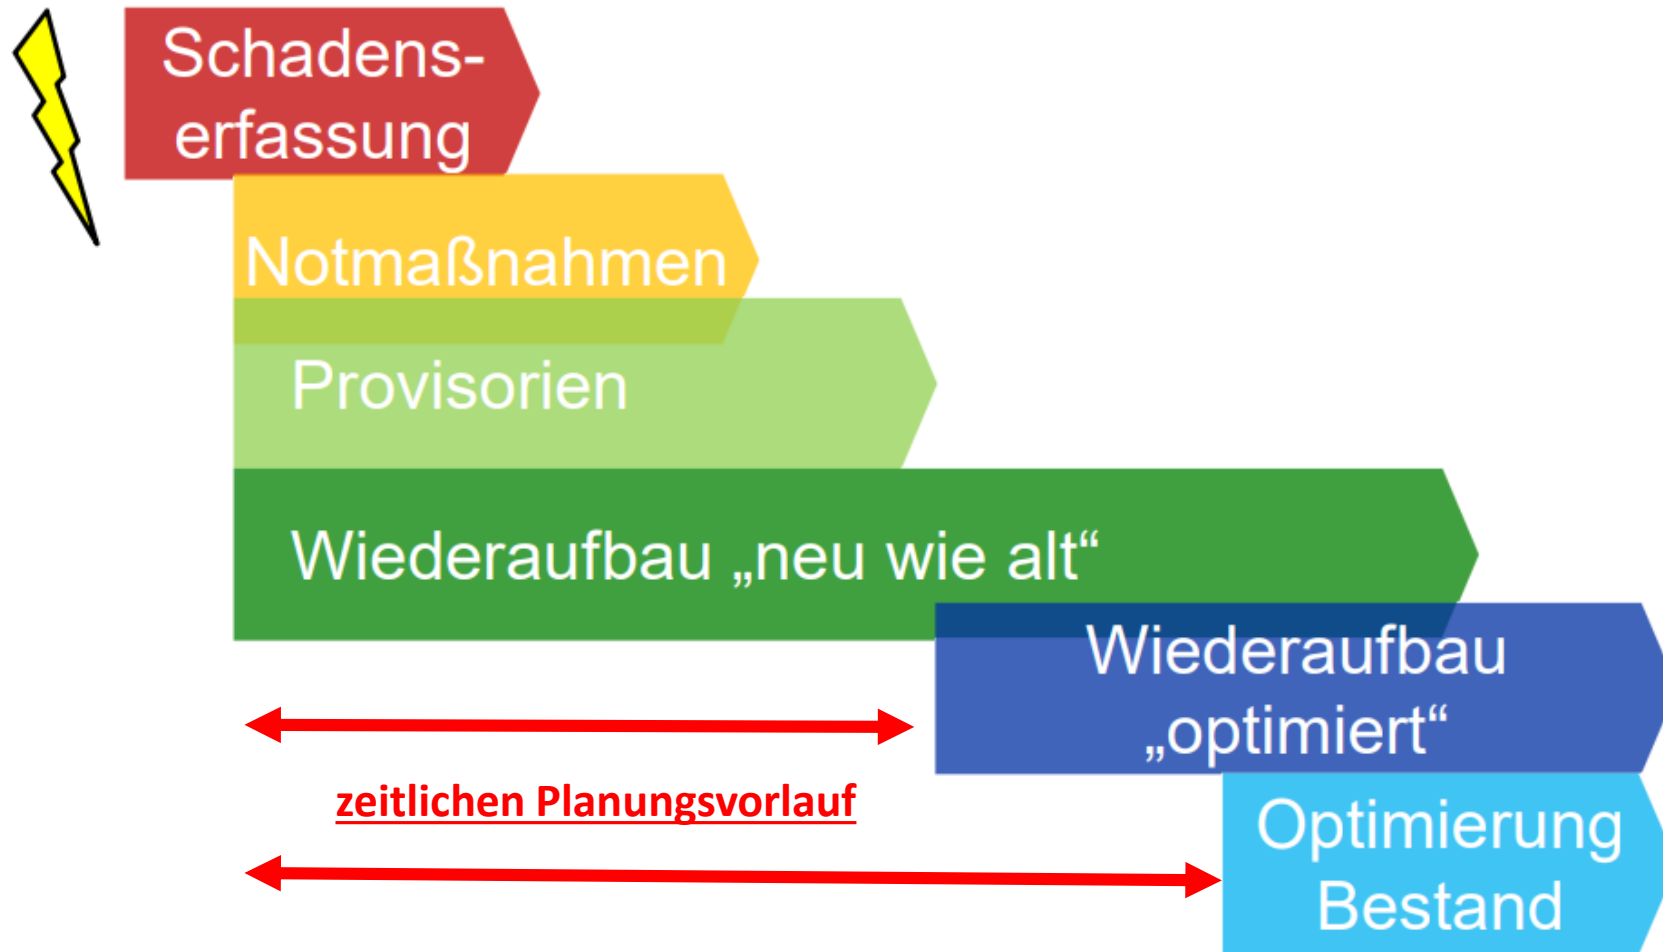 Schadens-
erfassung
Notmaßnahmen
Provisorien
Wiederaufbau „neu wie alt“
Wiederaufbau
„optimiert“
zeitlichen Planungsvorlauf
Optimierung
Bestand